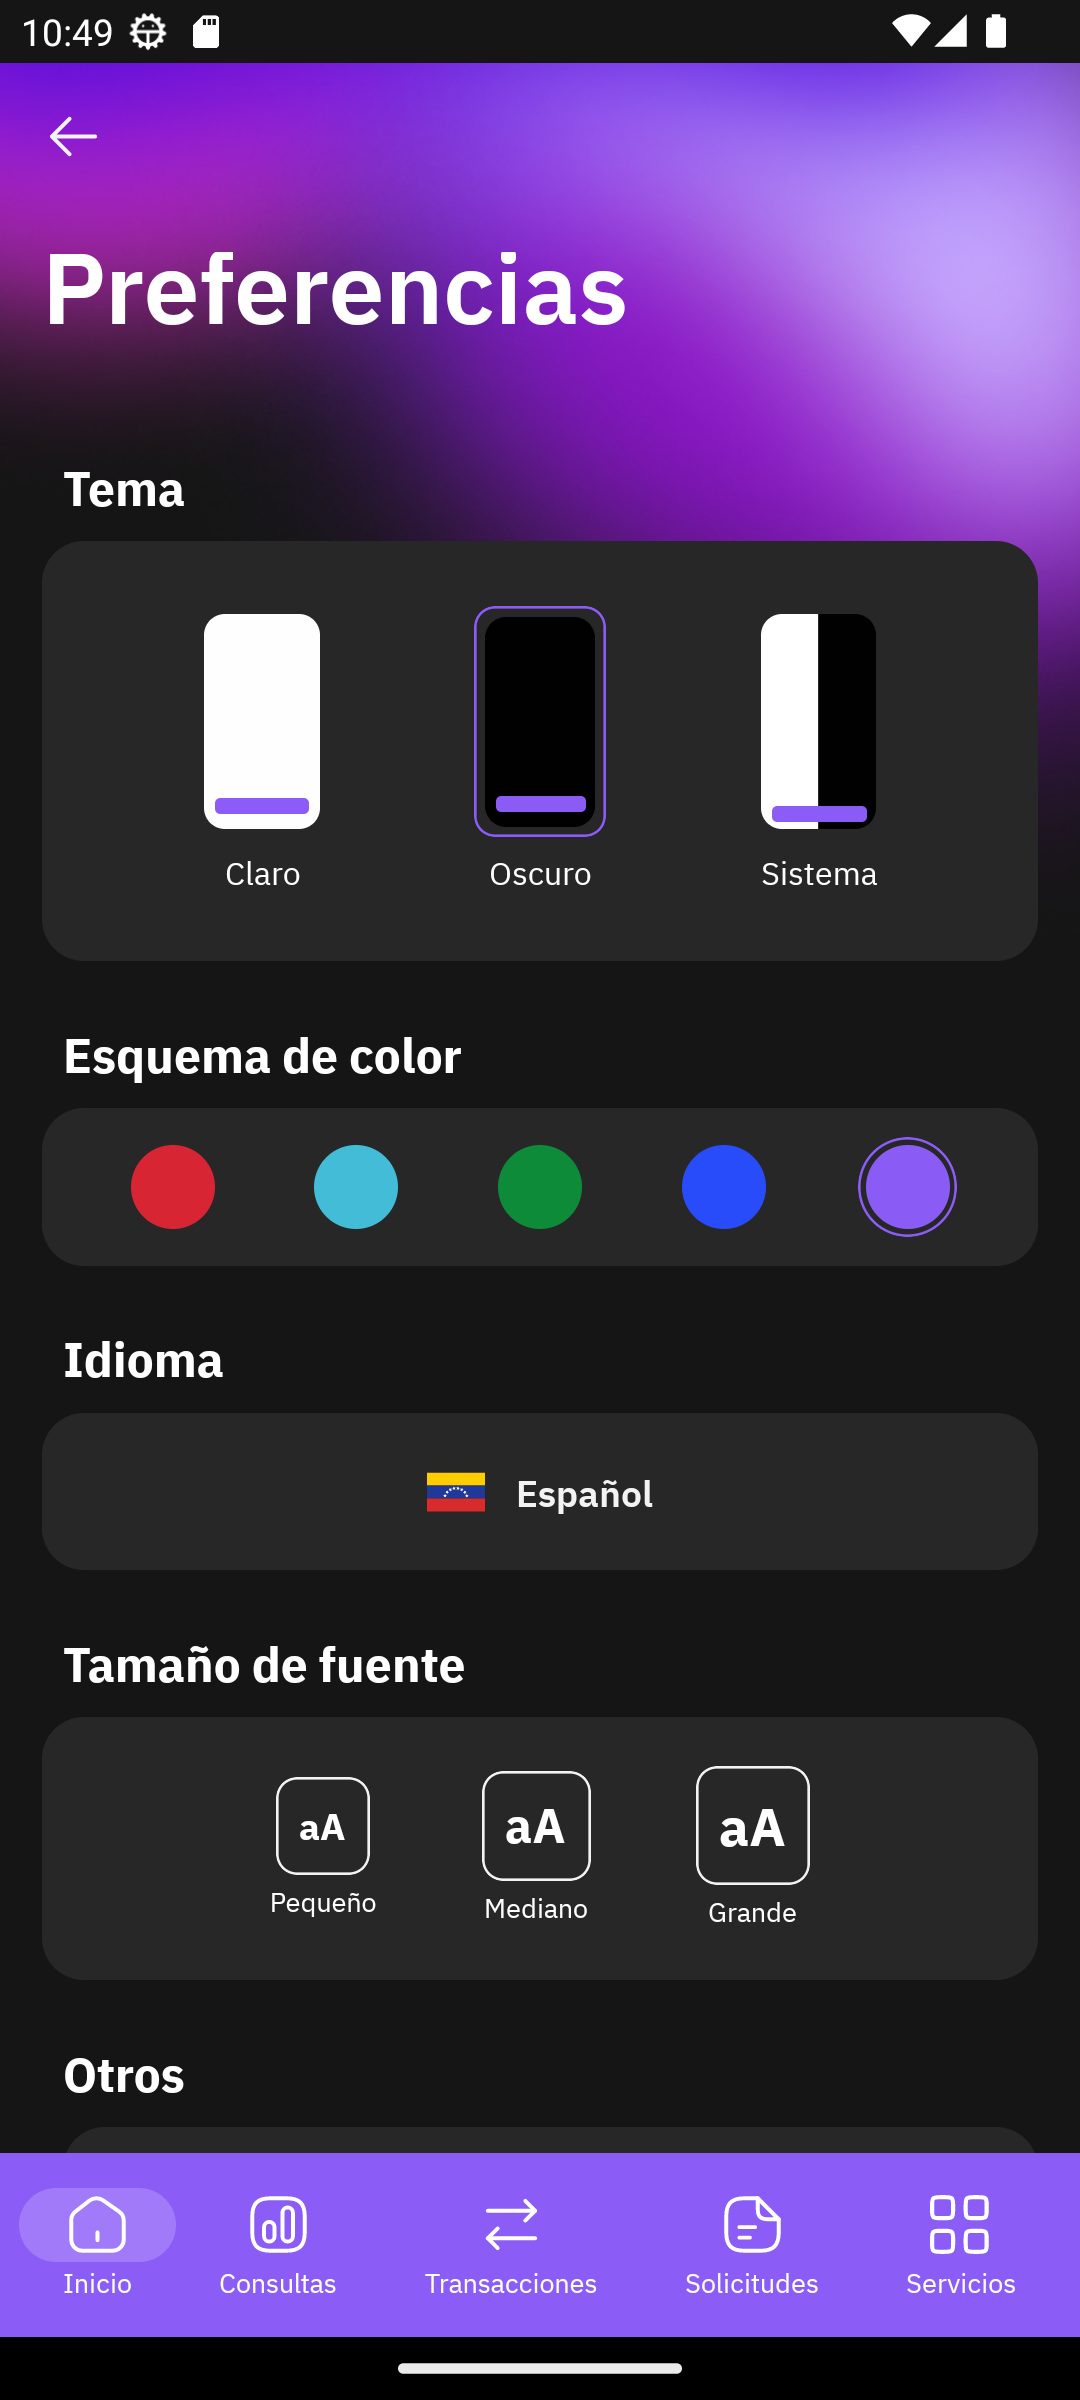 10:49
Preferencias
Tema
Claro
Oscuro
Sistema
Esquema de color
Idioma
Español
Tamaño de fuente
aA
aA
aA
Pequeño
Mediano
Grande
Otros
Inicio
Consultas
Transacciones
Solicitudes
Servicios